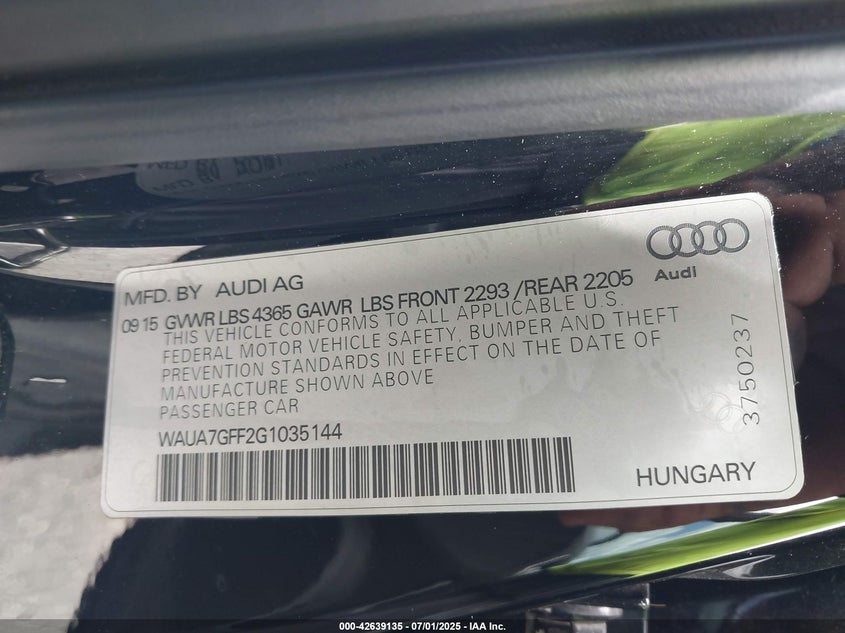 MFD. BY AUDI AG
Audi
09 15 GVWR LBS 4365 GAWR LBS FRONT 2293 /REAR 2205
THIS VEHICLE CONFORMS TO ALL APPLICABLE U.S.
FEDERAL MOTOR VEHICLE SAFETY, BUMPER AND THEFT
PREVENTION STANDARDS IN EFFECT ON THE DATE OF
MANUFACTURE SHOWN ABOVE
PASSENGER CAR
WAUA7GFF2G1035144
HUNGARY
3750237
000-42639135 - 07/01/2025 - IAA Inc.